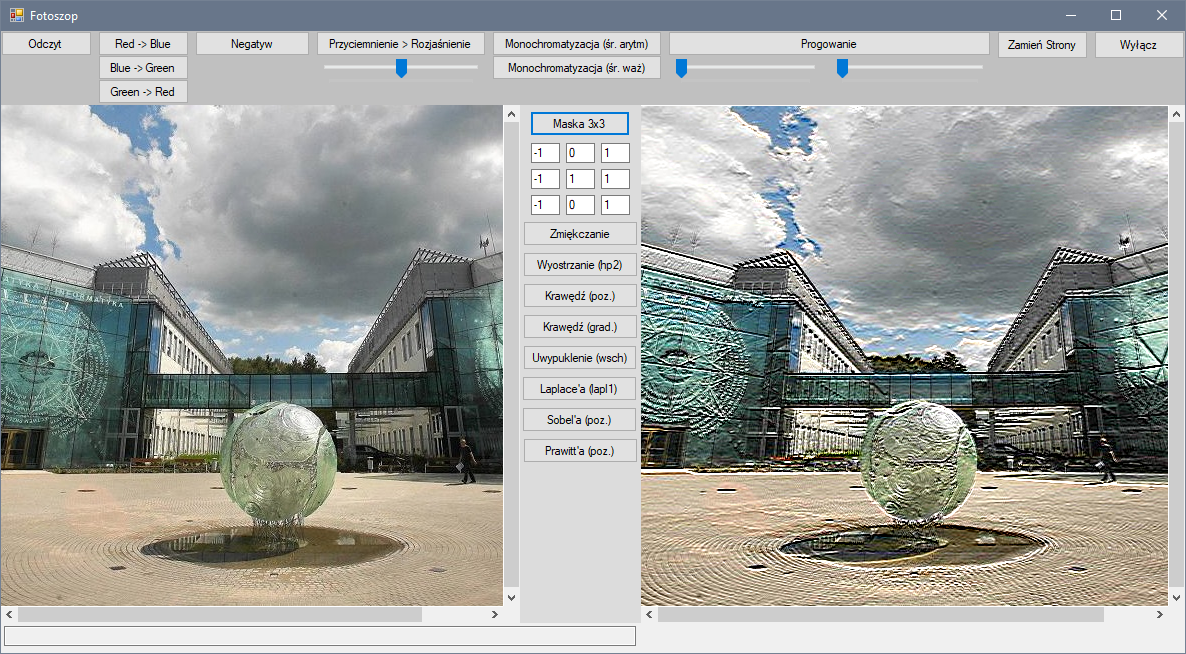 Fotoszop
Odczyt
Red -> Blue
Negatyw
Przyciemnienie > Rozjaśnienie
Monochromatyzacja (śr. arytm)
Progowanie
Zamień Strony
Wyłącz
Blue -> Green
Monochromatyzacja (śr. waż)
Green -> Red
Maska 3x3
-1 0 1
-1 1 1
-1 0 1
Zmiękczanie
Wyostrzanie (hp2)
Krawędź (poz.)
Krawędź (grad.)
Uwypuklenie (wsch)
Laplace'a (lapl1)
Sobel'a (poz.)
Prawitt'a (poz.)
INFORMATYKA